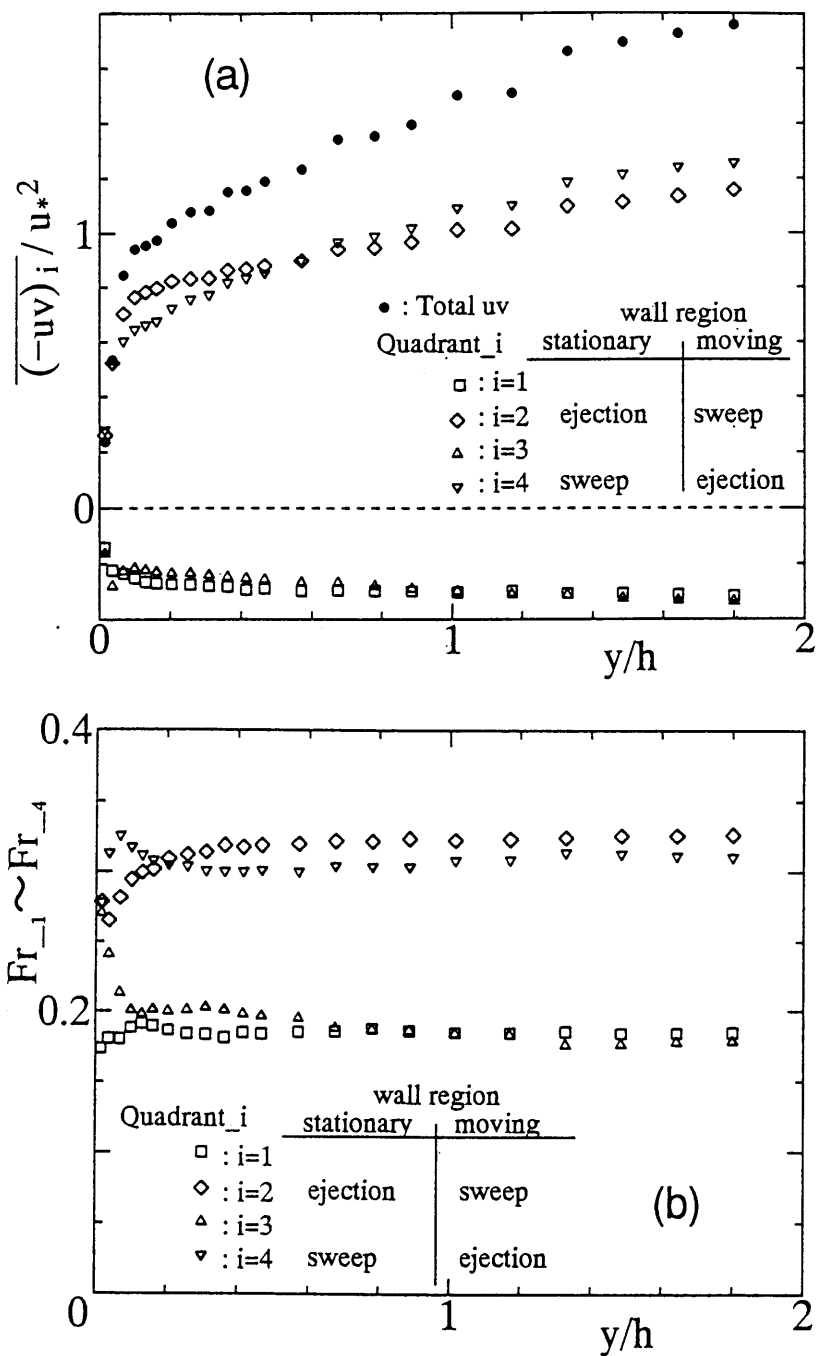 (a)
1
0
(-uv) i / u*2
● : Total uv
wall region
Quadrant_i stationary moving
□ : i=1
◇ : i=2 ejection sweep
△ : i=3
▽ : i=4 sweep ejection
0 1 2
y/h
0.4
0.2
0
Fr_1 ~ Fr_4
wall region
Quadrant_i stationary moving
□ : i=1
◇ : i=2 ejection sweep
△ : i=3
▽ : i=4 sweep ejection
(b)
0 1 2
y/h